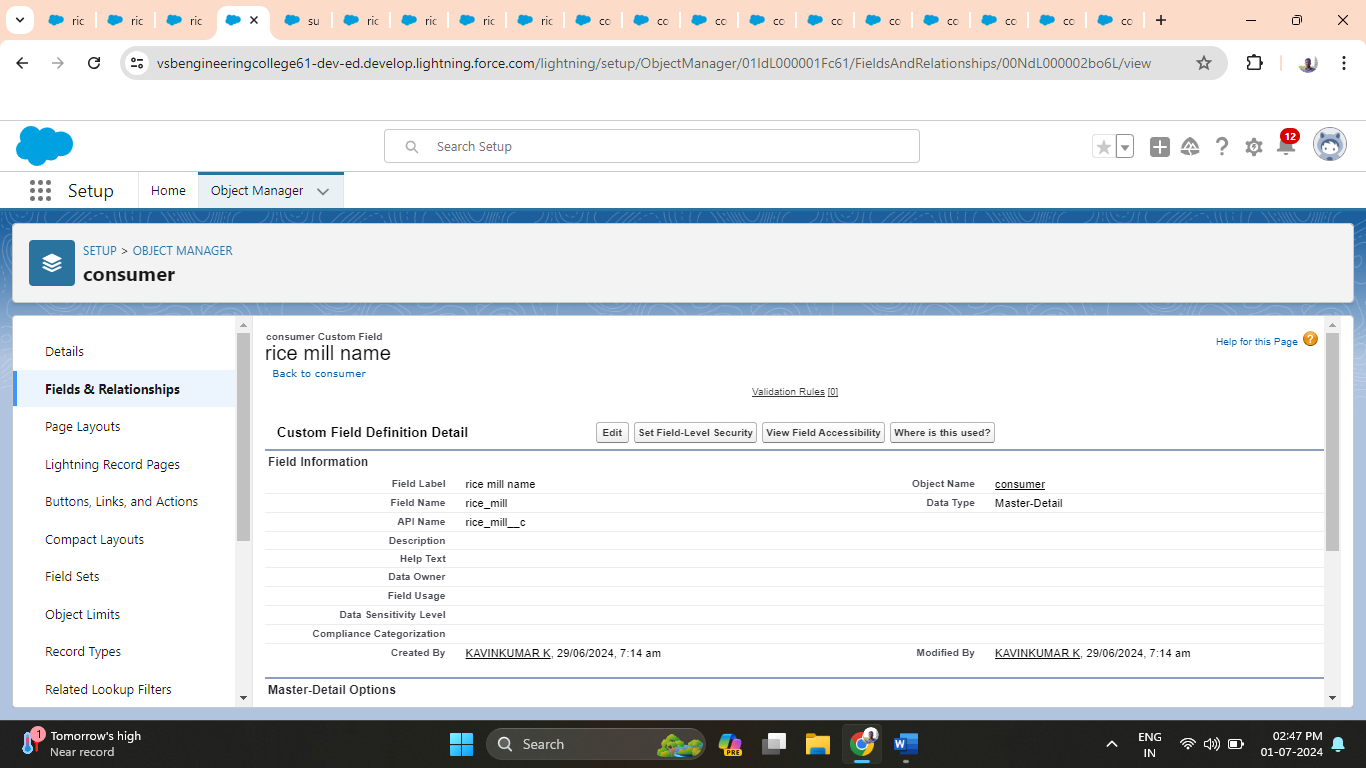 ric
ric
ric
su
ric
ric
ric
ric
co
co
co
co
co
co
co
co
co
co
vsbengineeringcollege61-dev-ed.develop.lightning.force.com/lightning/setup/ObjectManager/01IdL000001Fc61/FieldsAndRelationships/00NdL000002bo6L/view
Search Setup
12
Setup
Home
Object Manager
SETUP > OBJECT MANAGER
consumer
Details
Fields & Relationships
Page Layouts
Lightning Record Pages
Buttons, Links, and Actions
Compact Layouts
Field Sets
Object Limits
Record Types
Related Lookup Filters
consumer Custom Field
rice mill name
Back to consumer
Help for this Page
Validation Rules [0]
Custom Field Definition Detail
Edit
Set Field-Level Security
View Field Accessibility
Where is this used?
Field Information
Field Label rice mill name
Object Name consumer
Field Name rice_mill
Data Type Master-Detail
API Name rice_mill__c
Description
Help Text
Data Owner
Field Usage
Data Sensitivity Level
Compliance Categorization
Created By KAVINKUMAR K, 29/06/2024, 7:14 am
Modified By KAVINKUMAR K, 29/06/2024, 7:14 am
Master-Detail Options
1
Tomorrow's high
Near record
Search
PRE
ENG
IN
02:47 PM
01-07-2024